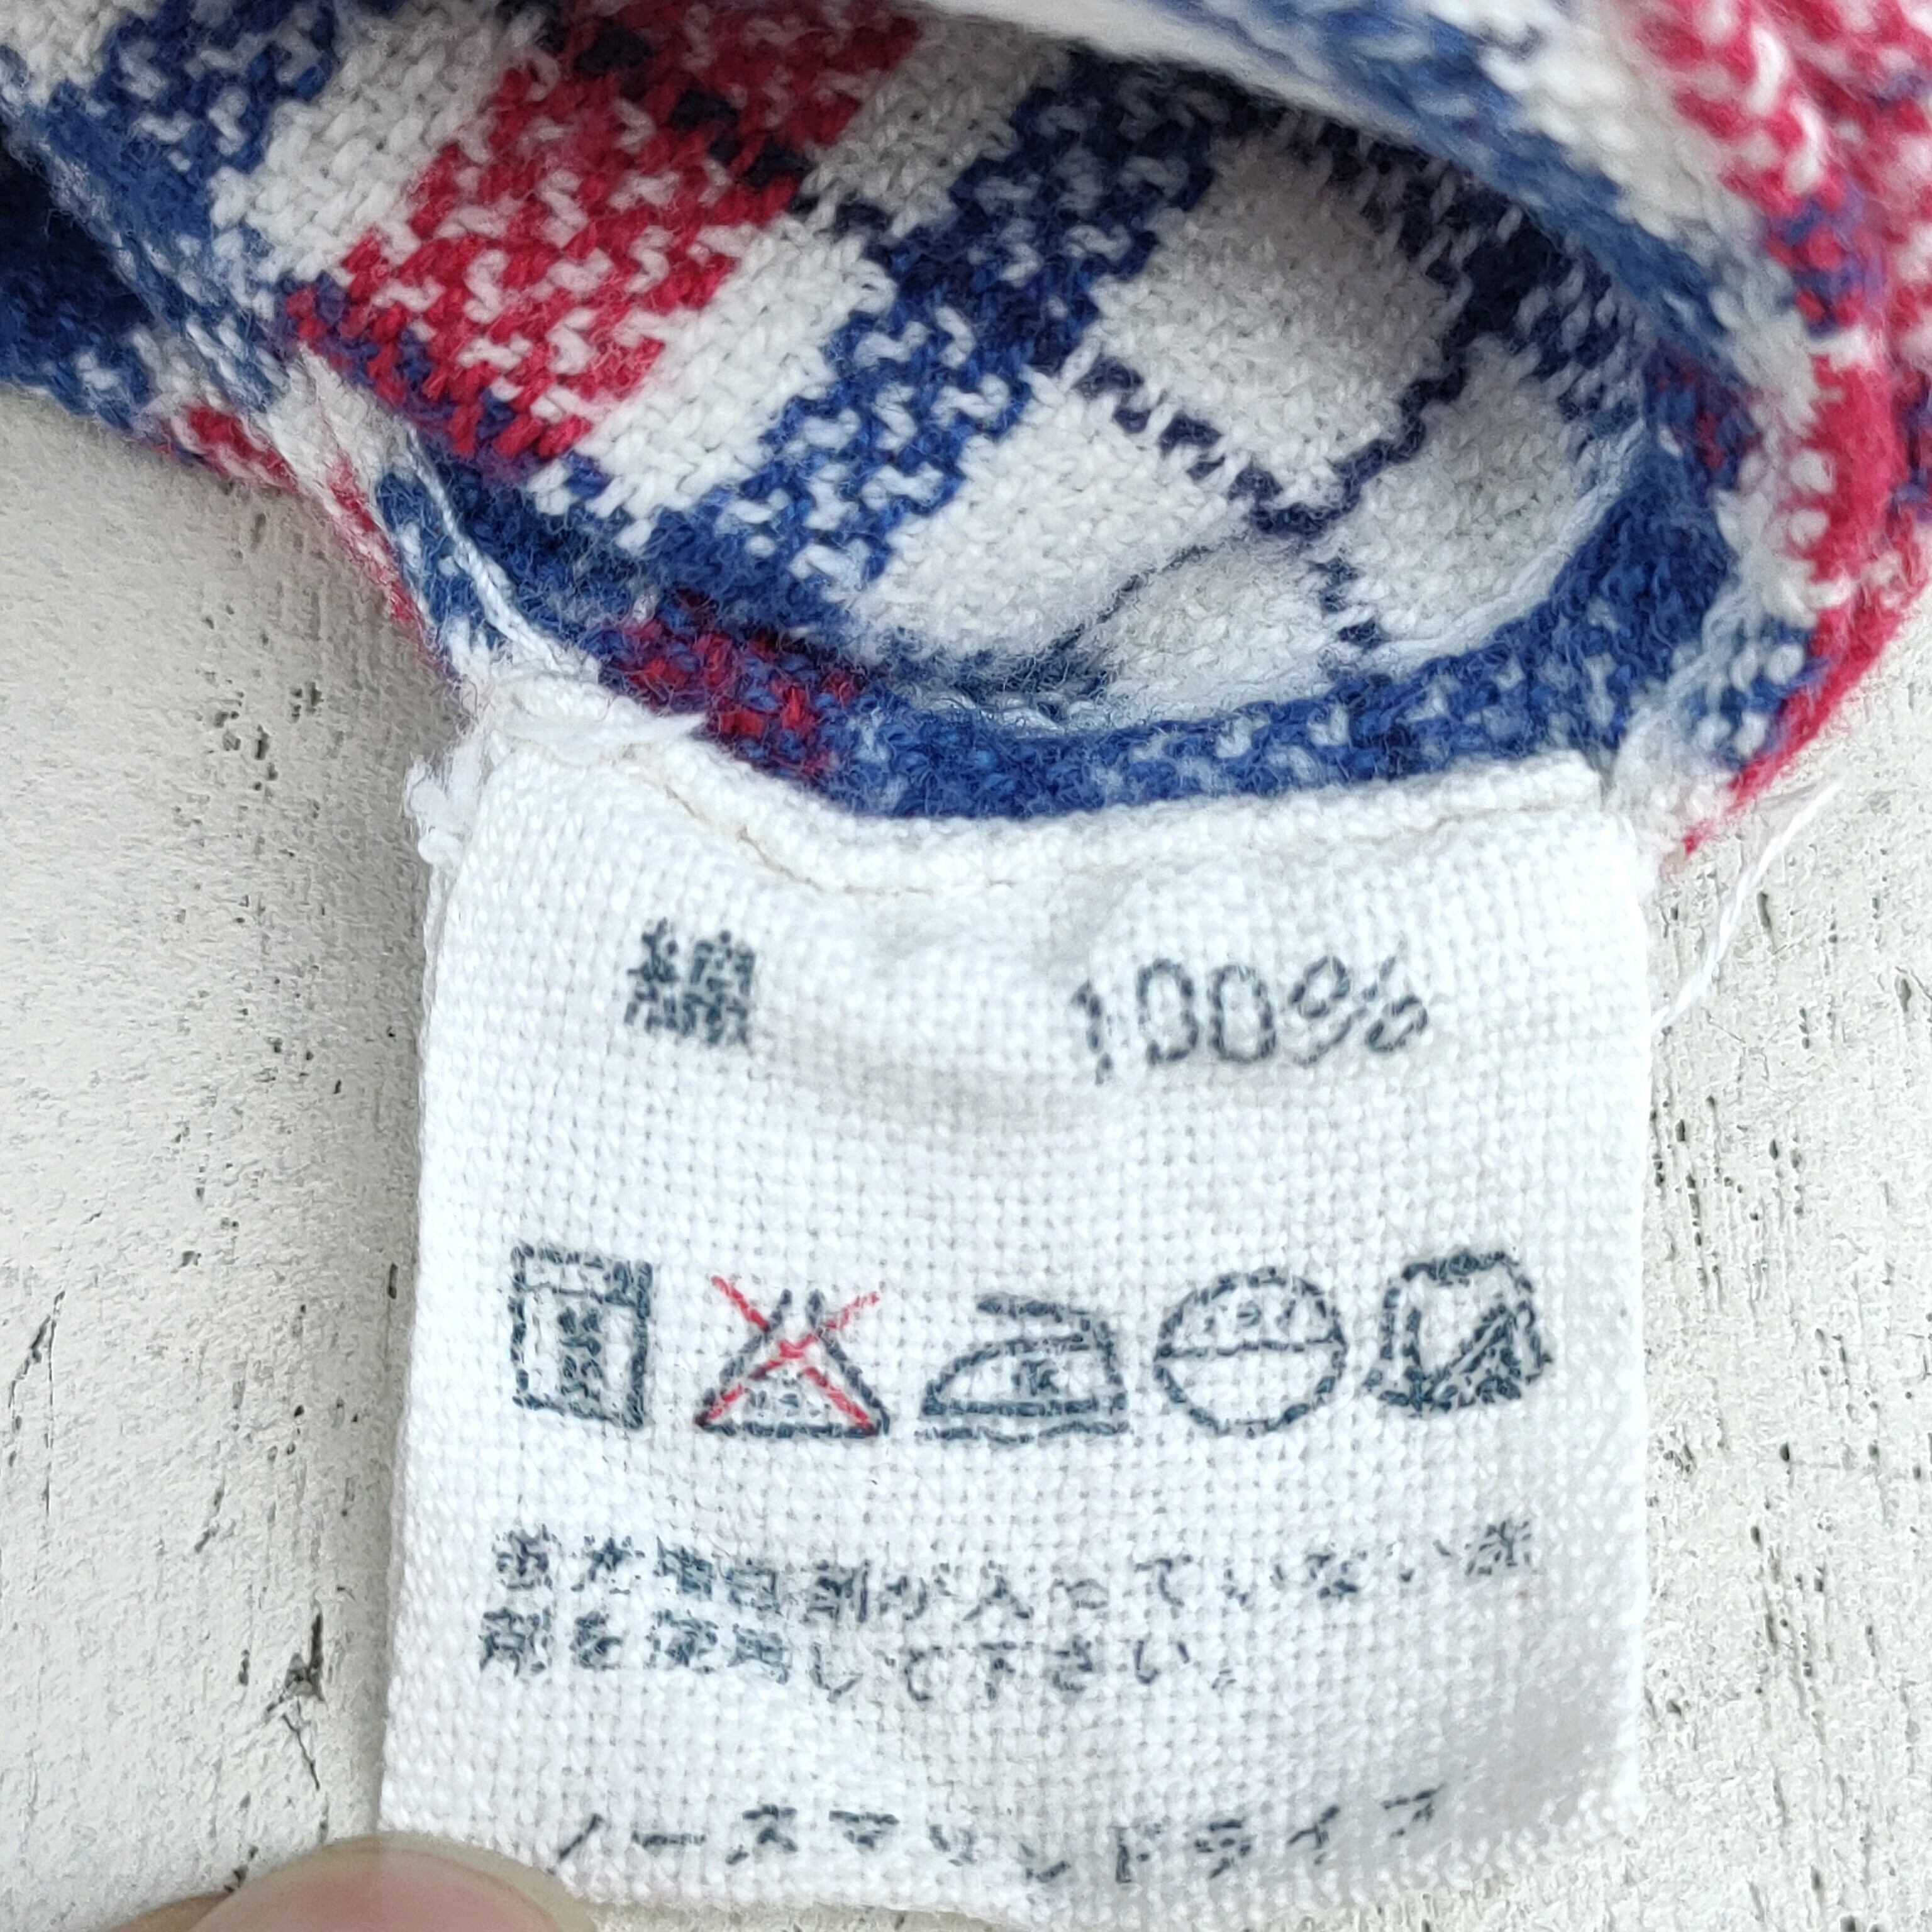 綿 100%
蛍光増白剤が入っていない洗
剤を使用して下さい。
ノースマリンドライブ